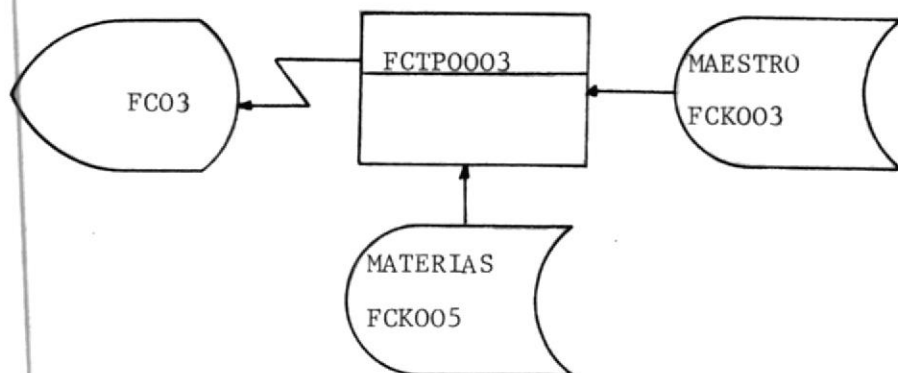 FCTP0003
MAESTRO
FC03
FCK003
MATERIAS
FCK005